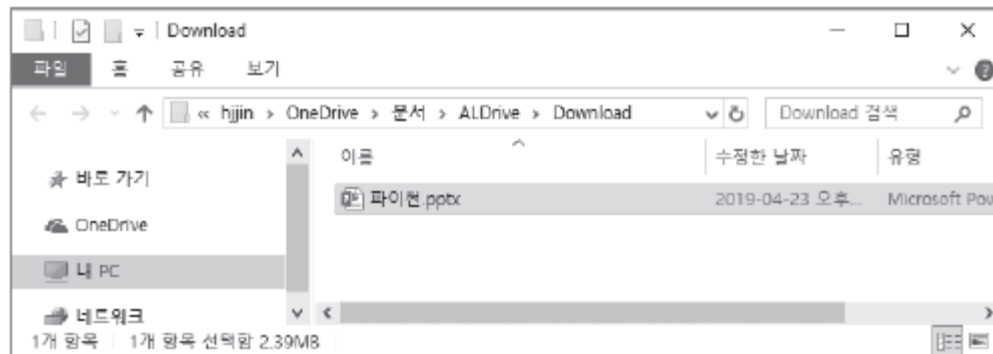 Download
파일 홈 공유 보기
« hjjin > OneDrive > 문서 > ALDrive > Download
Download 검색
이름 수정한 날짜 유형
바로 가기
파이썬.pptx 2019-04-23 오후... Microsoft Pow
OneDrive
내 PC
네트워크
1개 항목 1개 항목 선택함 2.39MB